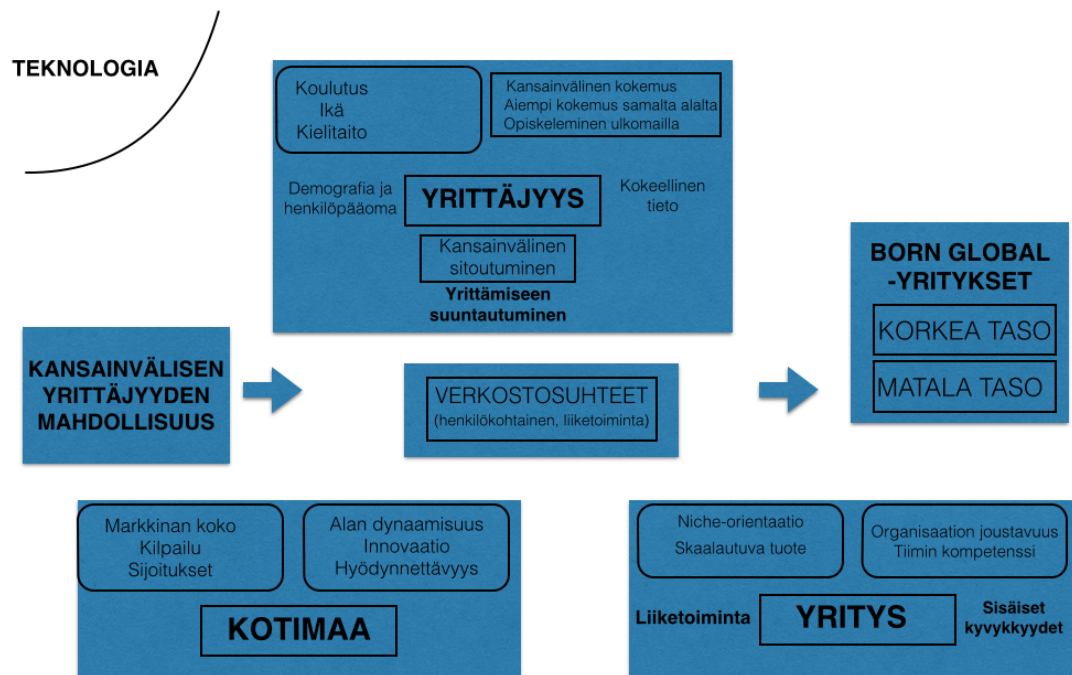 TEKNOLOGIA
Koulutus
Ikä
Kielitaito
Kansainvälinen kokemus
Aiempi kokemus samalta alalta
Opiskeleminen ulkomailla
Demografia ja
henkilöpääoma
YRITTÄJYYS
Kokeellinen
tieto
Kansainvälinen
sitoutuminen
Yrittämiseen
suuntautuminen
KANSAINVÄLISEN
YRITTÄJYYDEN
MAHDOLLISUUS
VERKOSTOSUHTEET
(henkilökohtainen, liiketoiminta)
BORN GLOBAL
-YRITYKSET
KORKEA TASO
MATALA TASO
Markkinan koko
Kilpailu
Sijoitukset
Alan dynaamisuus
Innovaatio
Hyödynnettävyys
KOTIMAA
Niche-orientaatio
Skaalautuva tuote
Organisaation joustavuus
Tiimin kompetenssi
Liiketoiminta
YRITYS
Sisäiset
kyvykkyydet